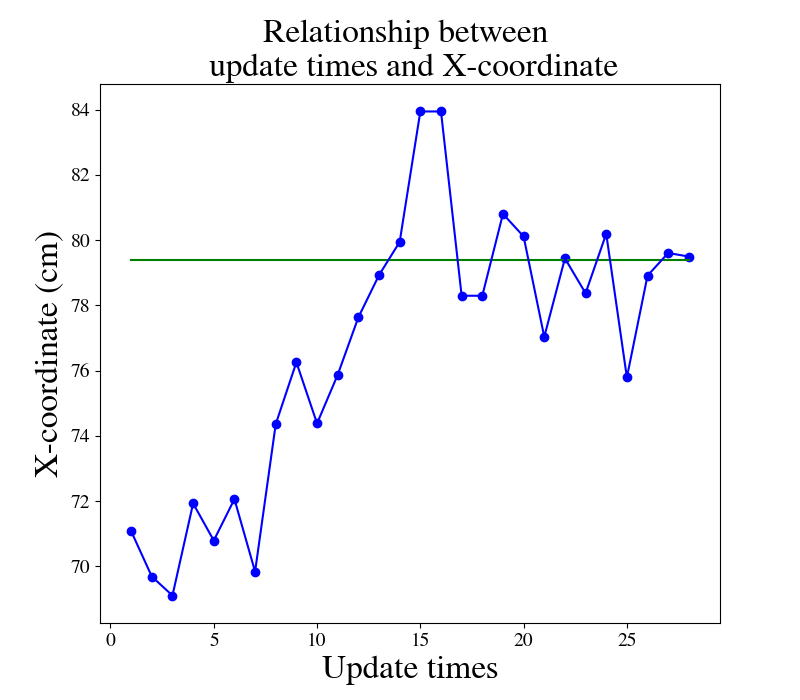 Relationship between
update times and X-coordinate
X-coordinate (cm)
84
82
80
78
76
74
72
70
0 5 10 15 20 25
Update times